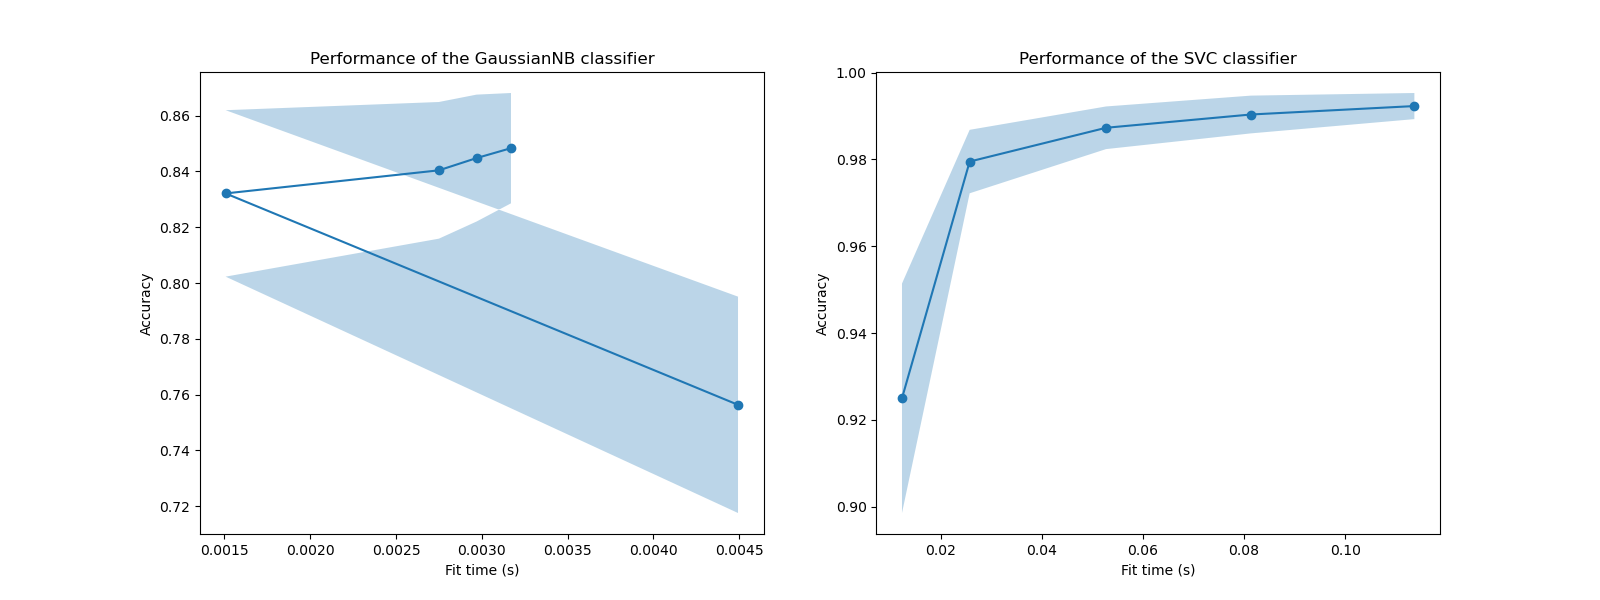 Performance of the GaussianNB classifier
0.86
0.84
0.82
0.80
0.78
0.76
0.74
0.72
Accuracy
0.0015 0.0020 0.0025 0.0030 0.0035 0.0040 0.0045
Fit time (s)
Performance of the SVC classifier
1.00
0.98
0.96
0.94
0.92
0.90
Accuracy
0.02 0.04 0.06 0.08 0.10
Fit time (s)